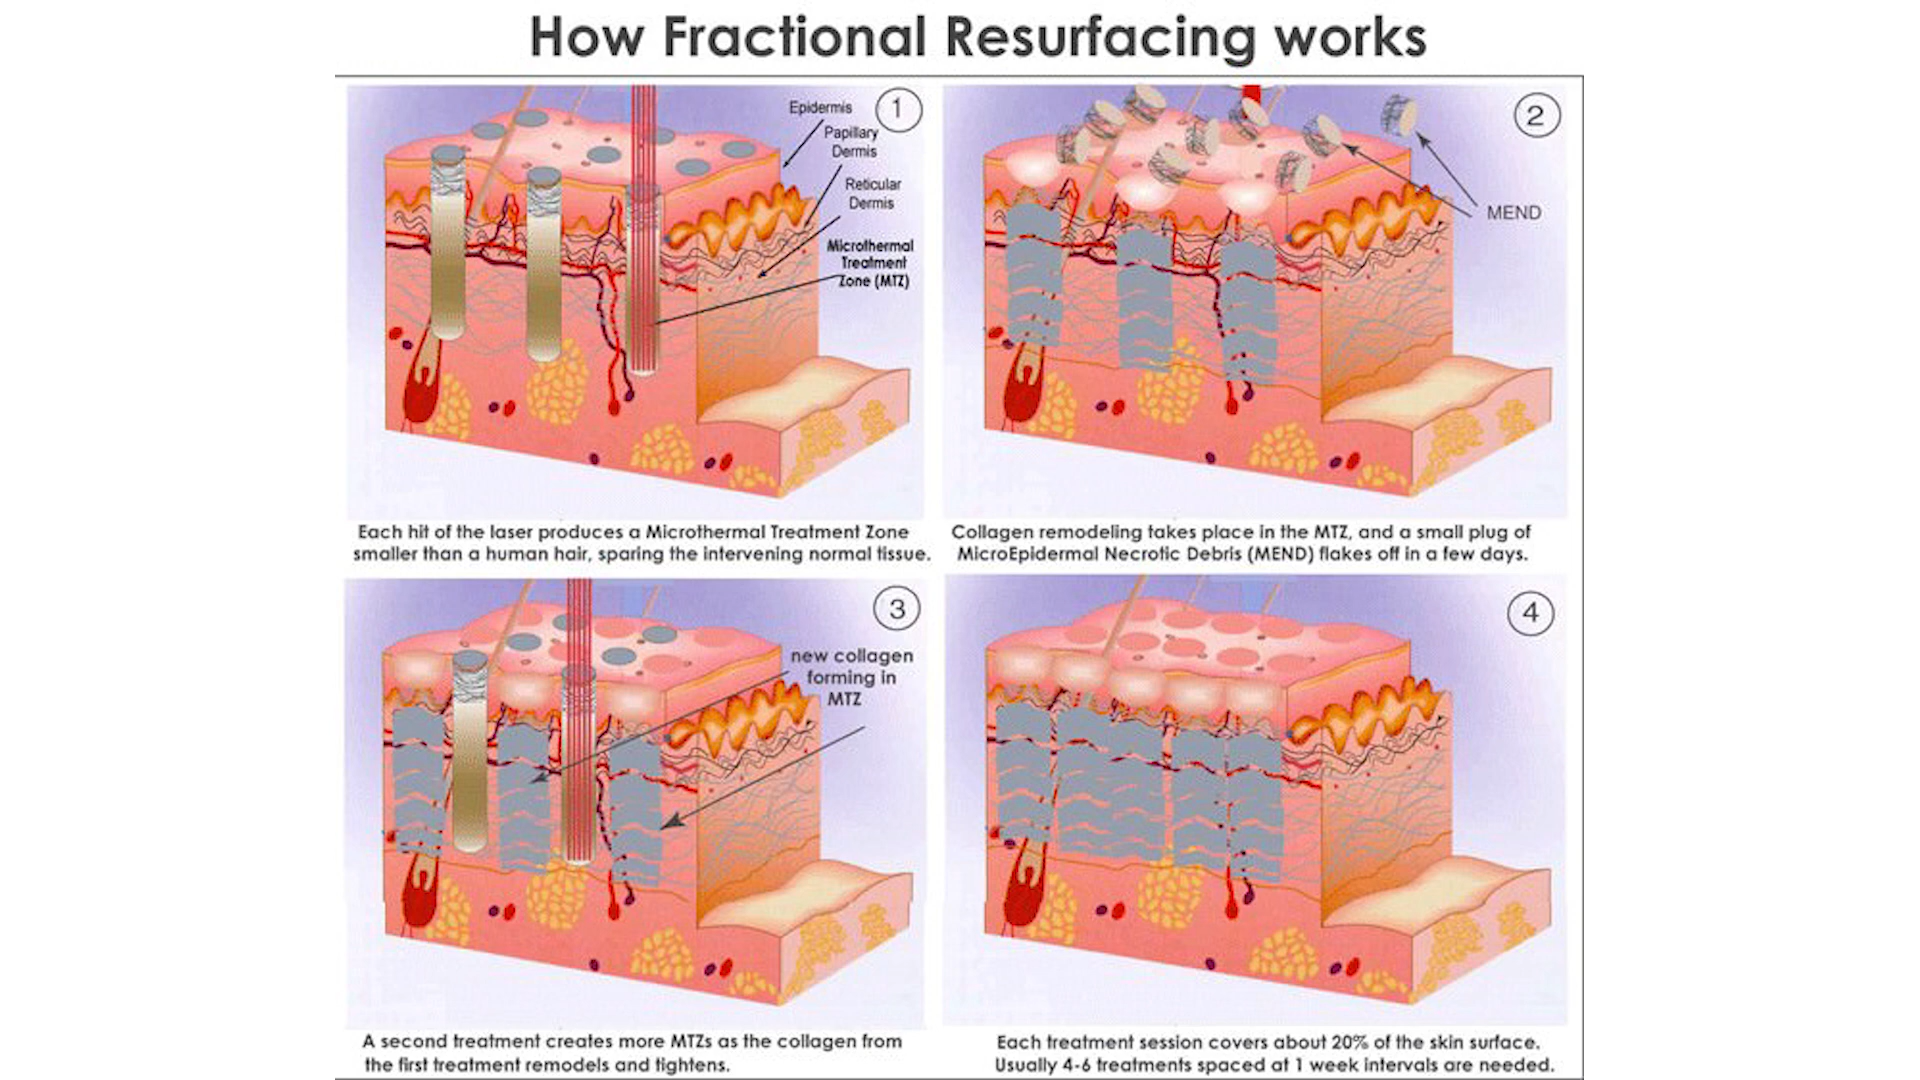 How Fractional Resurfacing works
1
Epidermis
Papillary
Dermis
Reticular
Dermis
Microthermal
Treatment
Zone (MTZ)
Each hit of the laser produces a Microthermal Treatment Zone
smaller than a human hair, sparing the intervening normal tissue.
2
MEND
Collagen remodeling takes place in the MTZ, and a small plug of
MicroEpidermal Necrotic Debris (MEND) flakes off in a few days.
3
new collagen
forming in
MTZ
A second treatment creates more MTZs as the collagen from
the first treatment remodels and tightens.
4
Each treatment session covers about 20% of the skin surface.
Usually 4-6 treatments spaced at 1 week intervals are needed.